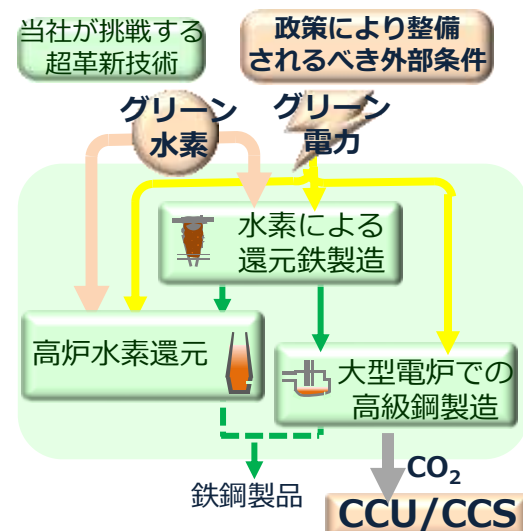 当社が挑戦する
超革新技術
政策により整備
されるべき外部条件
グリーン
水素
グリーン
電力
水素による
還元鉄製造
高炉水素還元
大型電炉での
高級鋼製造
CO₂
鉄鋼製品
CCU/CCS